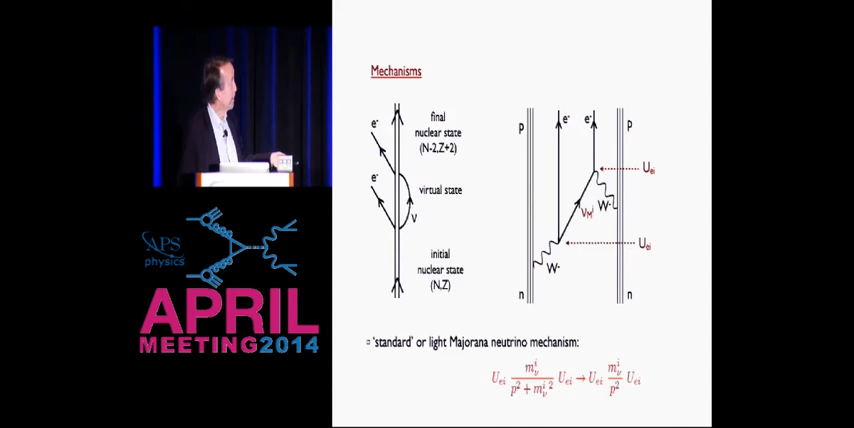 Mechanisms
e-
e-
final
nuclear state
(N-2,Z+2)
virtual state
ν
initial
nuclear state
(N,Z)
p
e-
e-
p
U_ei
ν_M^i
W-
U_ei
W-
n
n
'standard' or light Majorana neutrino mechanism:
U_ei m_ν^i / (p² + m_ν^i ²) U_ei → U_ei m_ν^i / p² U_ei
APS
physics
APRIL
MEETING2014